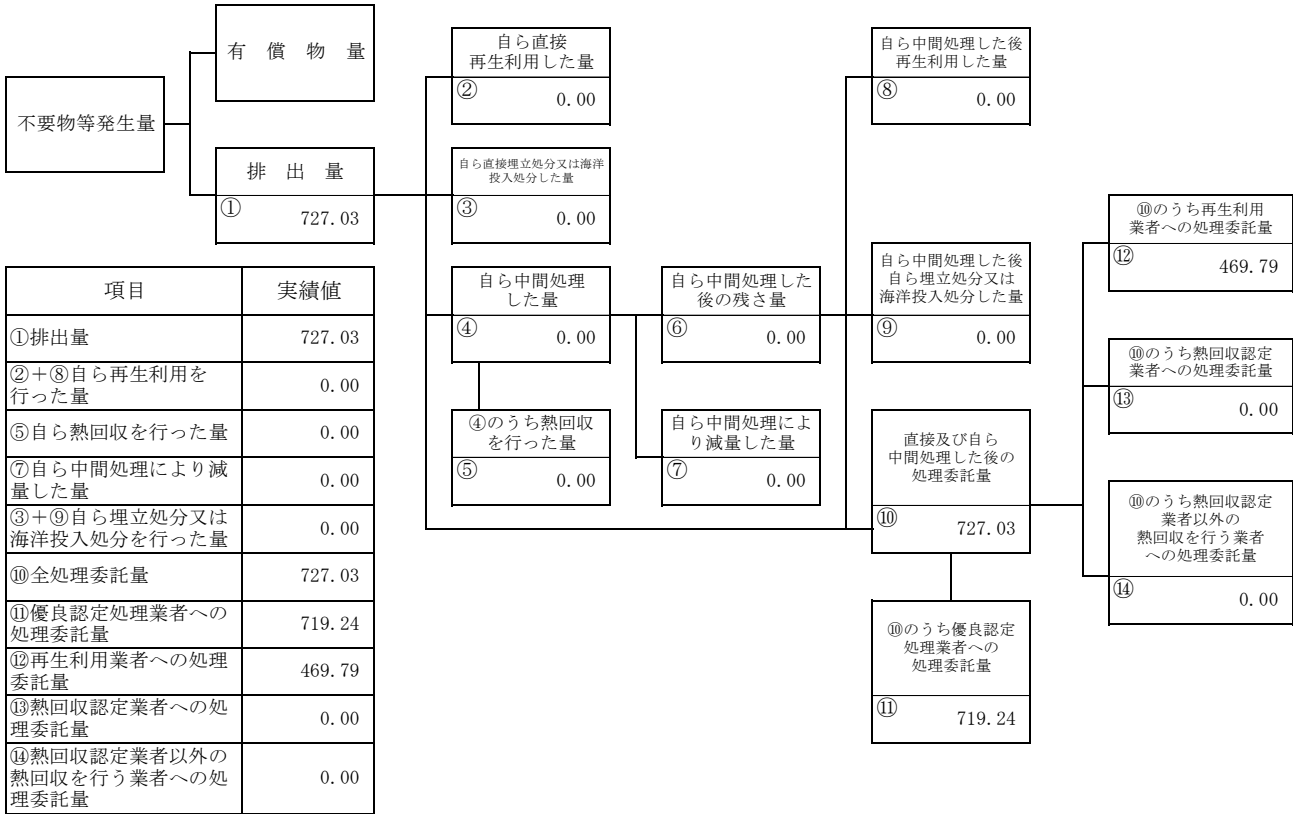 不要物等発生量
有 償 物 量
排 出 量
① 727.03
自ら直接
再生利用した量
② 0.00
自ら直接埋立処分又は海洋
投入処分した量
③ 0.00
自ら中間処理
した量
④ 0.00
④のうち熱回収
を行った量
⑤ 0.00
自ら中間処理した
後の残さ量
⑥ 0.00
自ら中間処理によ
り減量した量
⑦ 0.00
自ら中間処理した後
再生利用した量
⑧ 0.00
自ら中間処理した後
自ら埋立処分又は
海洋投入処分した量
⑨ 0.00
直接及び自ら
中間処理した後の
処理委託量
⑩ 727.03
⑩のうち優良認定
処理業者への
処理委託量
⑪ 719.24
⑩のうち再生利用
業者への処理委託量
⑫ 469.79
⑩のうち熱回収認定
業者への処理委託量
⑬ 0.00
⑩のうち熱回収認定
業者以外の
熱回収を行う業者
への処理委託量
⑭ 0.00
項目 実績値
①排出量 727.03
②+⑧自ら再生利用を
行った量 0.00
⑤自ら熱回収を行った量 0.00
⑦自ら中間処理により減
量した量 0.00
③+⑨自ら埋立処分又は
海洋投入処分を行った量 0.00
⑩全処理委託量 727.03
⑪優良認定処理業者への
処理委託量 719.24
⑫再生利用業者への処理
委託量 469.79
⑬熱回収認定業者への処
理委託量 0.00
⑭熱回収認定業者以外の
熱回収を行う業者への処
理委託量 0.00